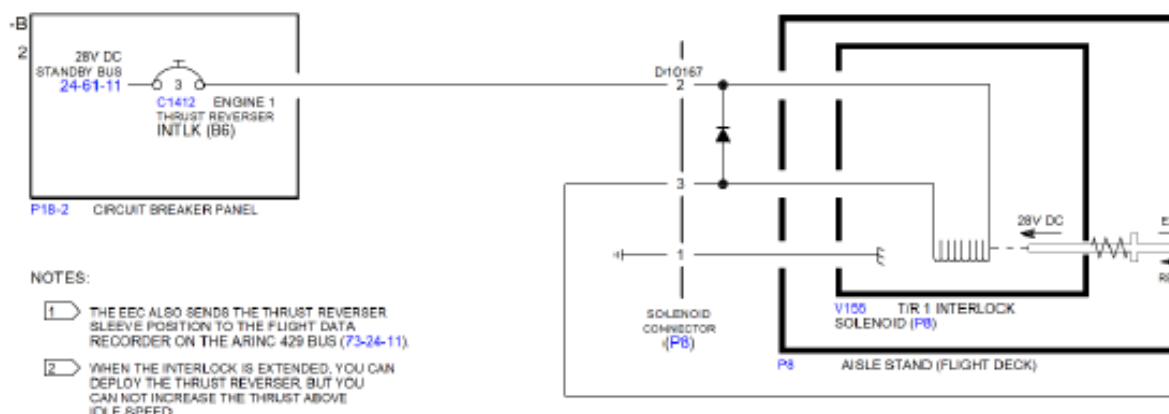 -B
2
28V DC
STANDBY BUS
24-61-11
3
C1412 ENGINE 1
THRUST REVERSER
INTLK (B6)
P18-2 CIRCUIT BREAKER PANEL
D10167
2
3
1
SOLENOID
CONNECTOR
(P8)
28V DC
V155 T/R 1 INTERLOCK
SOLENOID (P8)
P8 AISLE STAND (FLIGHT DECK)
NOTES:
1 THE EEC ALSO SENDS THE THRUST REVERSER
SLEEVE POSITION TO THE FLIGHT DATA
RECORDER ON THE ARINC 429 BUS (73-24-11).
2 WHEN THE INTERLOCK IS EXTENDED, YOU CAN
DEPLOY THE THRUST REVERSER, BUT YOU
CAN NOT INCREASE THE THRUST ABOVE
IDLE SPEED